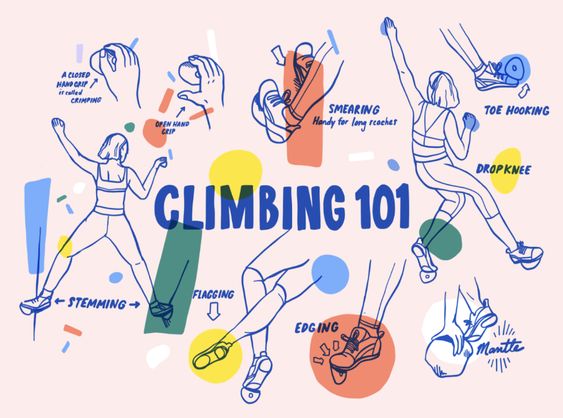 A CLOSED
HAND GRIP
is called
CRIMPING
OPEN HAND
GRIP
SMEARING
Handy for long reaches
TOE HOOKING
DROPKNEE
CLIMBING 101
← STEMMING →
FLAGGING
EDGING
Mantle